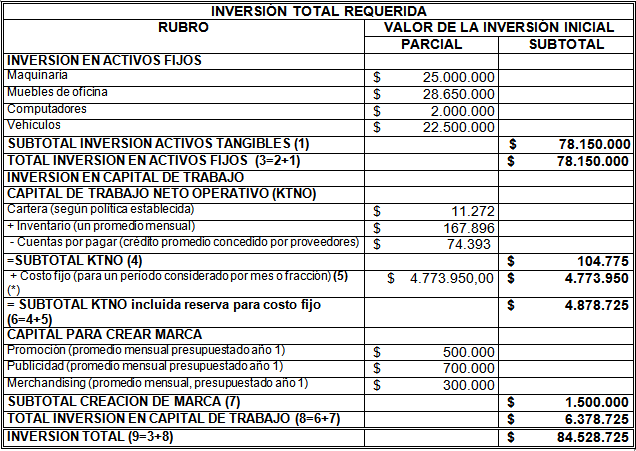 INVERSIÓN TOTAL REQUERIDA
RUBRO VALOR DE LA INVERSIÓN INICIAL
PARCIAL SUBTOTAL
INVERSION EN ACTIVOS FIJOS
Maquinaria $ 25.000.000
Muebles de oficina $ 28.650.000
Computadores $ 2.000.000
Vehículos $ 22.500.000
SUBTOTAL INVERSION ACTIVOS TANGIBLES (1) $ 78.150.000
TOTAL INVERSION EN ACTIVOS FIJOS (3=2+1) $ 78.150.000
INVERSION EN CAPITAL DE TRABAJO
CAPITAL DE TRABAJO NETO OPERATIVO (KTNO)
Cartera (según política establecida) $ 11.272
+ Inventario (un promedio mensual) $ 167.896
- Cuentas por pagar (crédito promedio concedido por proveedores) $ 74.393
=SUBTOTAL KTNO (4) $ 104.775
+ Costo fijo (para un período considerado por mes o fracción) (5) $ 4.773.950,00 $ 4.773.950
(*)
= SUBTOTAL KTNO incluida reserva para costo fijo $ 4.878.725
(6=4+5)
CAPITAL PARA CREAR MARCA
Promoción (promedio mensual presupuestado año 1) $ 500.000
Publicidad (promedio mensual presupuestado año 1) $ 700.000
Merchandising (promedio mensual, presupuestado año 1) $ 300.000
SUBTOTAL CREACION DE MARCA (7) $ 1.500.000
TOTAL INVERSION EN CAPITAL DE TRABAJO (8=6+7) $ 6.378.725
INVERSION TOTAL (9=3+8) $ 84.528.725